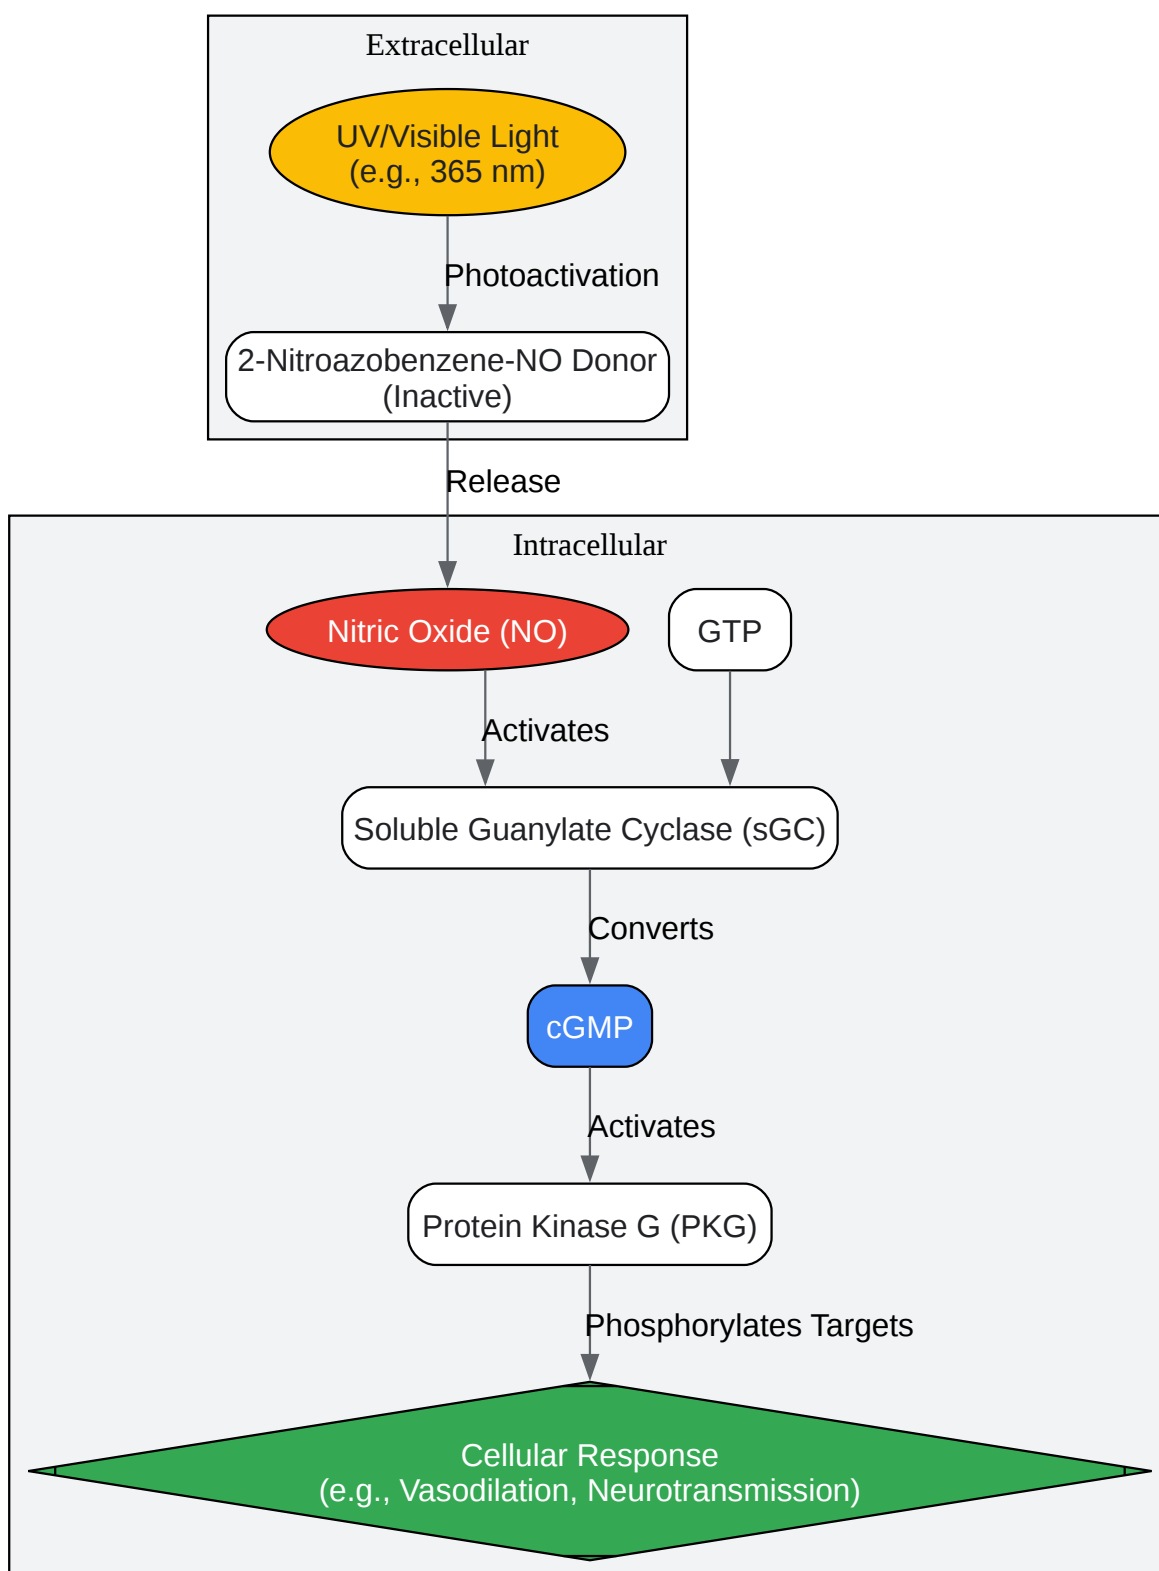 Extracellular
UV/Visible Light
(e.g., 365 nm)
Photoactivation
2-Nitroazobenzene-NO Donor
(Inactive)
Release
Intracellular
Nitric Oxide (NO)
GTP
Activates
Soluble Guanylate Cyclase (sGC)
Converts
cGMP
Activates
Protein Kinase G (PKG)
Phosphorylates Targets
Cellular Response
(e.g., Vasodilation, Neurotransmission)